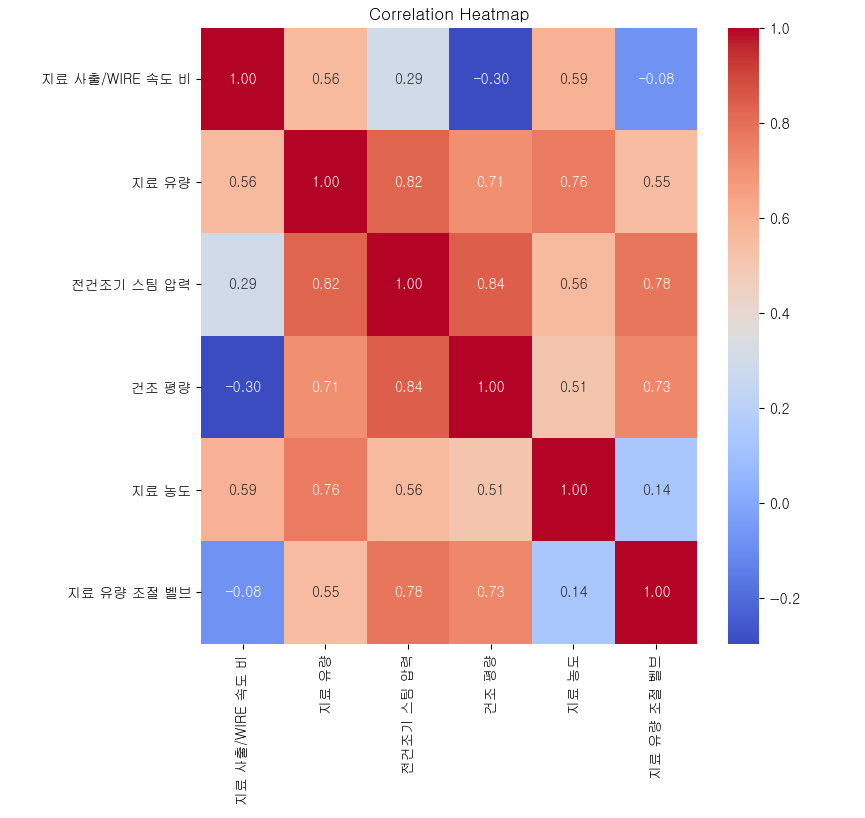 Correlation Heatmap
지료 사출/WIRE 속도 비 1.00 0.56 0.29 −0.30 0.59 −0.08
지료 유량 0.56 1.00 0.82 0.71 0.76 0.55
전건조기 스팀 압력 0.29 0.82 1.00 0.84 0.56 0.78
건조 평량 −0.30 0.71 0.84 1.00 0.51 0.73
지료 농도 0.59 0.76 0.56 0.51 1.00 0.14
지료 유량 조절 벨브 −0.08 0.55 0.78 0.73 0.14 1.00
지료 사출/WIRE 속도 비
지료 유량
전건조기 스팀 압력
건조 평량
지료 농도
지료 유량 조절 벨브
1.0
0.8
0.6
0.4
0.2
0.0
−0.2